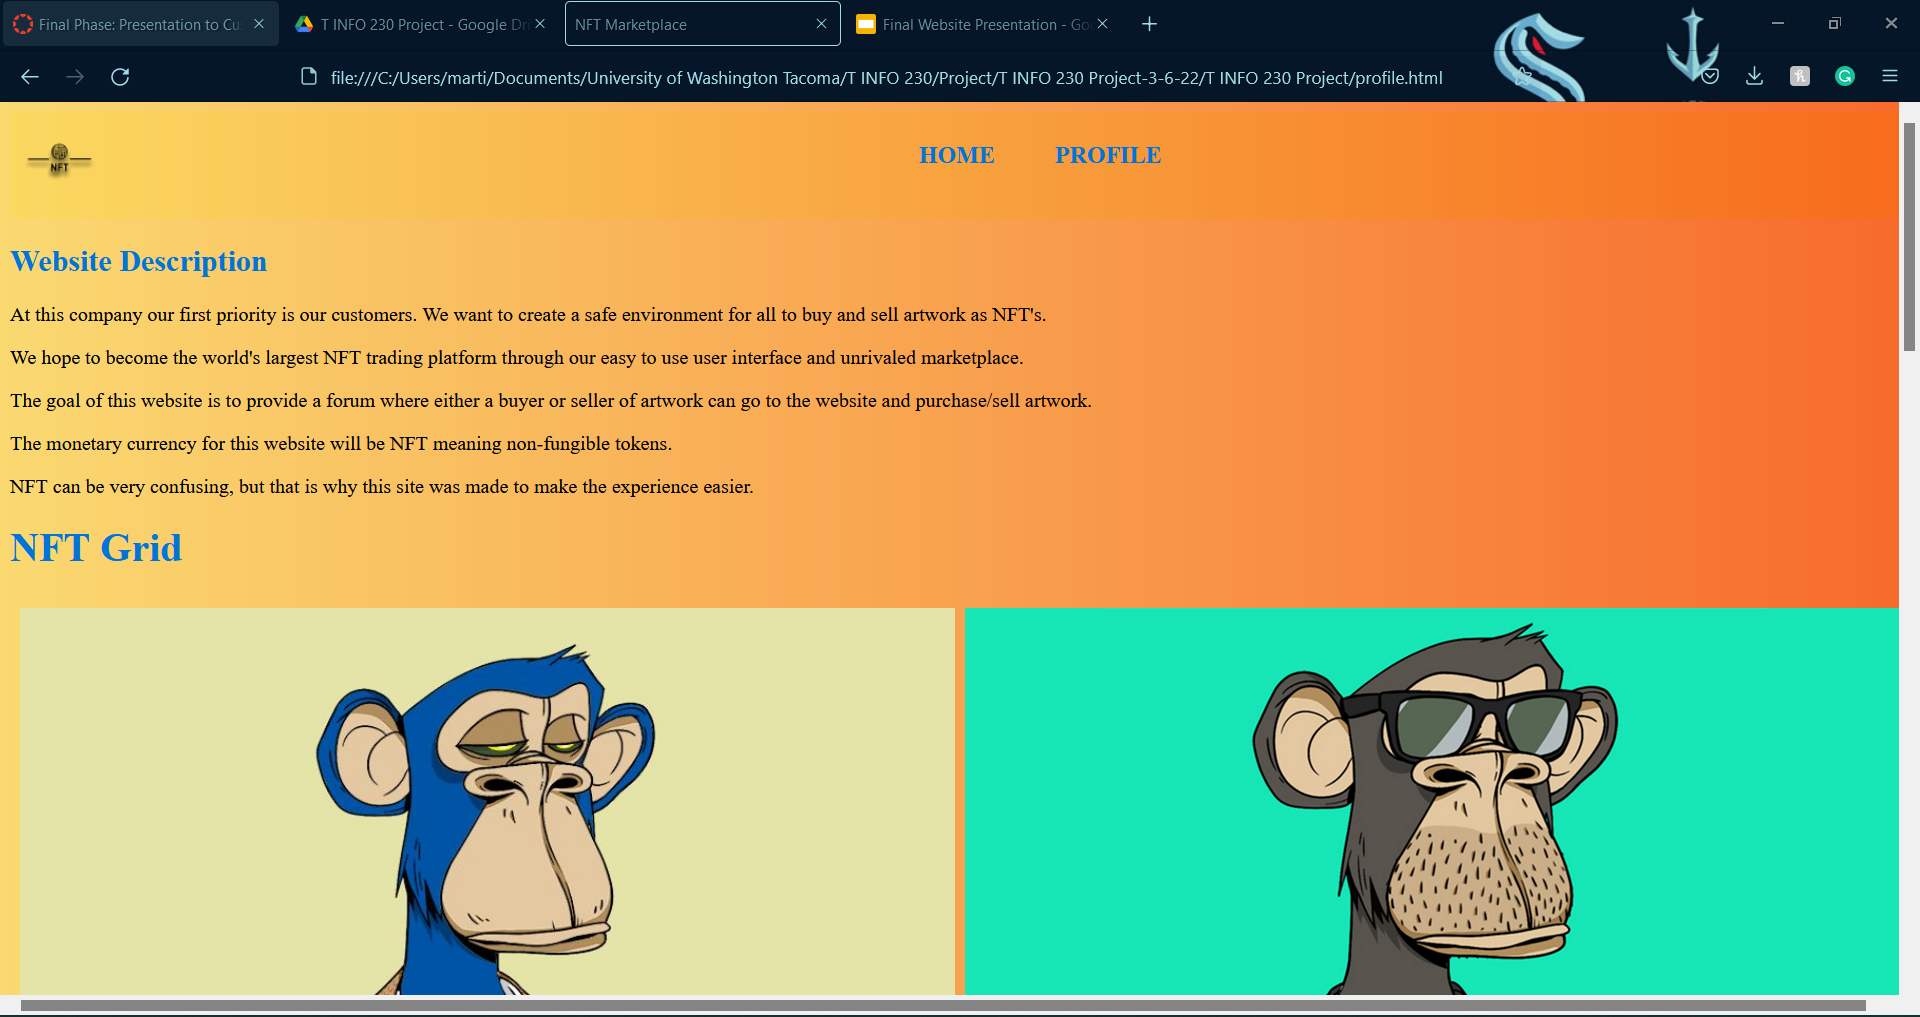 Final Phase: Presentation to Cu
T INFO 230 Project - Google Dri
NFT Marketplace
Final Website Presentation - Go
file:///C:/Users/marti/Documents/University of Washington Tacoma/T INFO 230/Project/T INFO 230 Project-3-6-22/T INFO 230 Project/profile.html
NFT
HOME
PROFILE
Website Description
At this company our first priority is our customers. We want to create a safe environment for all to buy and sell artwork as NFT's.
We hope to become the world's largest NFT trading platform through our easy to use user interface and unrivaled marketplace.
The goal of this website is to provide a forum where either a buyer or seller of artwork can go to the website and purchase/sell artwork.
The monetary currency for this website will be NFT meaning non-fungible tokens.
NFT can be very confusing, but that is why this site was made to make the experience easier.
NFT Grid